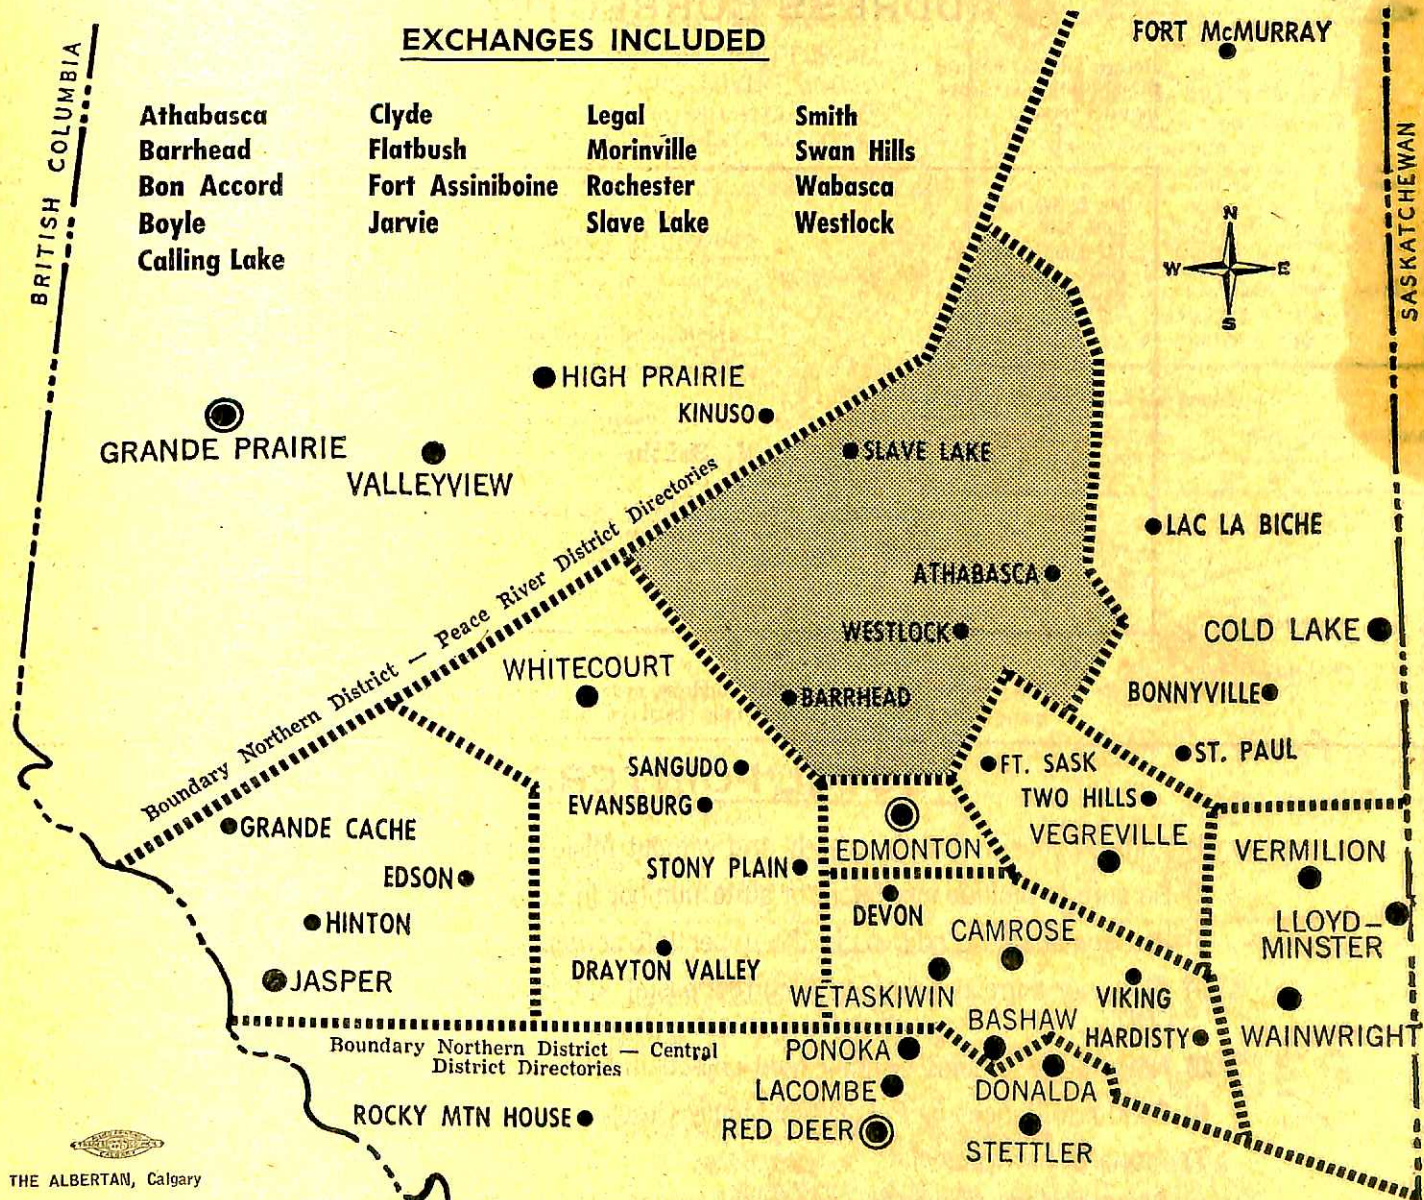 EXCHANGES INCLUDED
Athabasca
Barrhead
Bon Accord
Boyle
Calling Lake
Clyde
Flatbush
Fort Assiniboine
Jarvie
Legal
Morinville
Rochester
Slave Lake
Smith
Swan Hills
Wabasca
Westlock
BRITISH COLUMBIA
FORT McMURRAY
SASKATCHEWAN
N
W E
S
HIGH PRAIRIE
KINUSO
GRANDE PRAIRIE
VALLEYVIEW
SLAVE LAKE
Boundary Northern District — Peace River District Directories
LAC LA BICHE
ATHABASCA
WESTLOCK
COLD LAKE
WHITECOURT
BARRHEAD
BONNYVILLE
SANGUDO
FT. SASK
ST. PAUL
EVANSBURG
TWO HILLS
GRANDE CACHE
EDMONTON
VEGREVILLE
VERMILION
EDSON
STONY PLAIN
DEVON
HINTON
CAMROSE
LLOYD-
MINSTER
JASPER
DRAYTON VALLEY
WETASKIWIN
VIKING
BASHAW
HARDISTY
WAINWRIGHT
Boundary Northern District — Central
District Directories
PONOKA
LACOMBE
DONALDA
ROCKY MTN HOUSE
RED DEER
STETTLER
THE ALBERTAN, Calgary